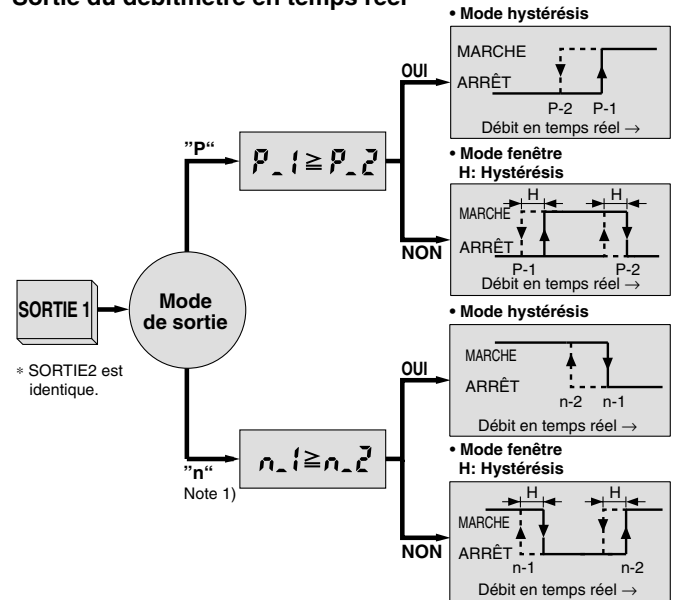 Sortie du débitmètre en temps réel
• Mode hystérésis
MARCHE
ARRÊT
P-2 P-1
Débit en temps réel →
OUI
"P“
P_1≧P_2
NON
• Mode fenêtre
H: Hystérésis
H H
MARCHE
ARRÊT
P-1 P-2
Débit en temps réel →
SORTIE 1
Mode
de sortie
∗ SORTIE2 est
identique.
• Mode hystérésis
MARCHE
ARRÊT
n-2 n-1
Débit en temps réel →
OUI
"n“
Note 1)
n_1≧n_2
NON
• Mode fenêtre
H: Hystérésis
H H
MARCHE
ARRÊT
n-1 n-2
Débit en temps réel →